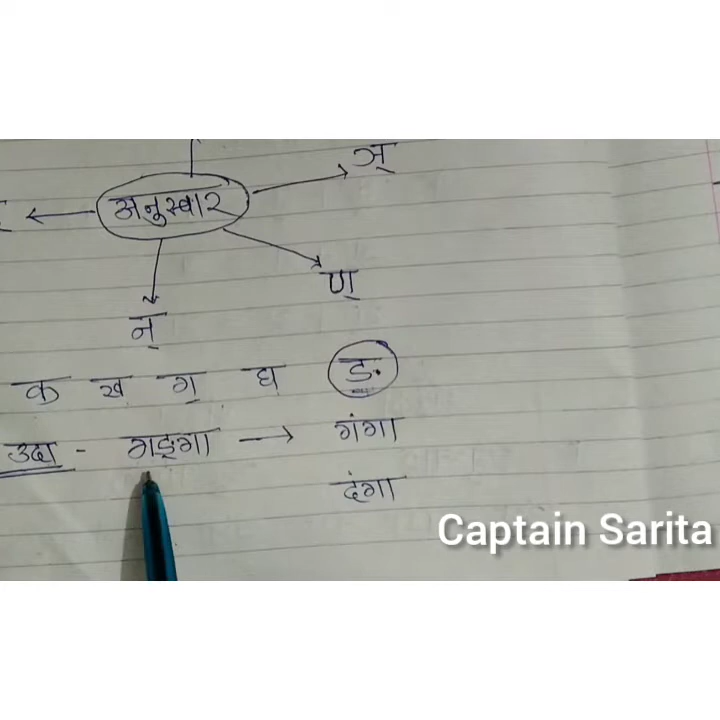 ञ्
अनुस्वार
ण्
न्
क ख ग घ ङ
उदा - गङ्गा → गंगा
दंगा
Captain Sarita